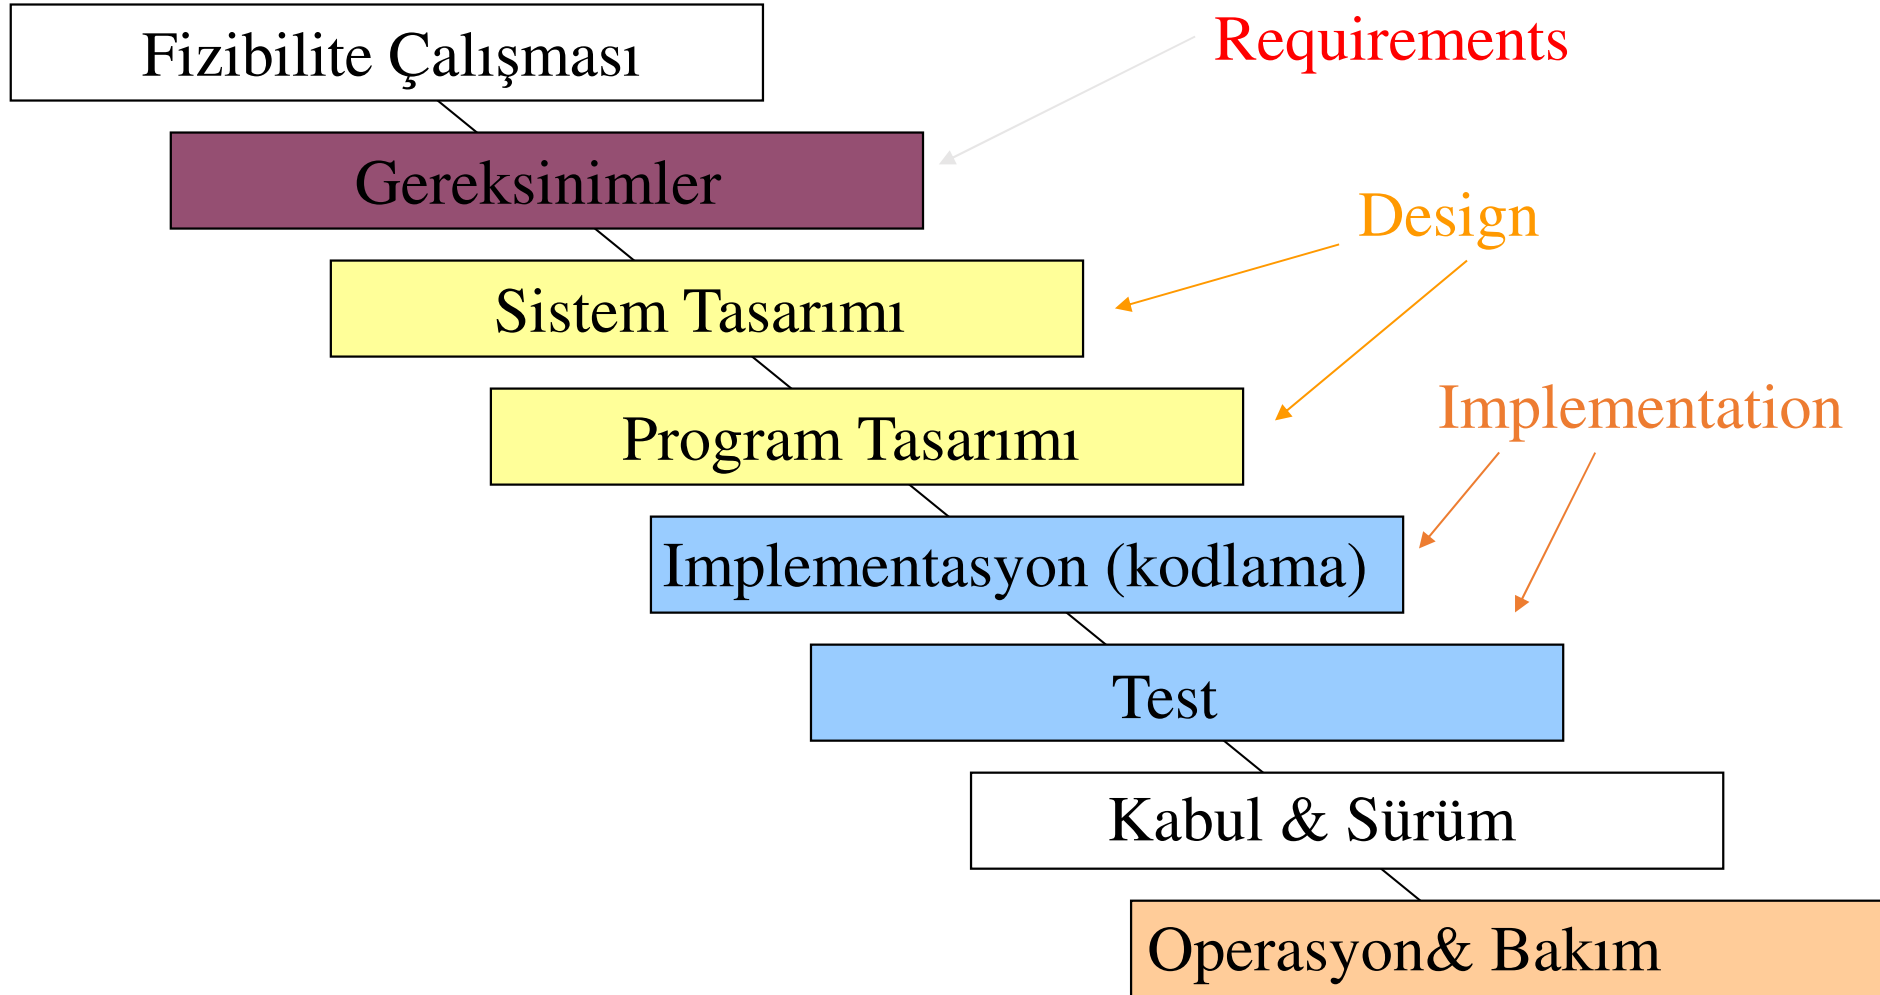 Fizibilite Çalışması
Requirements
Gereksinimler
Design
Sistem Tasarımı
Program Tasarımı
Implementation
Implementasyon (kodlama)
Test
Kabul & Sürüm
Operasyon& Bakım